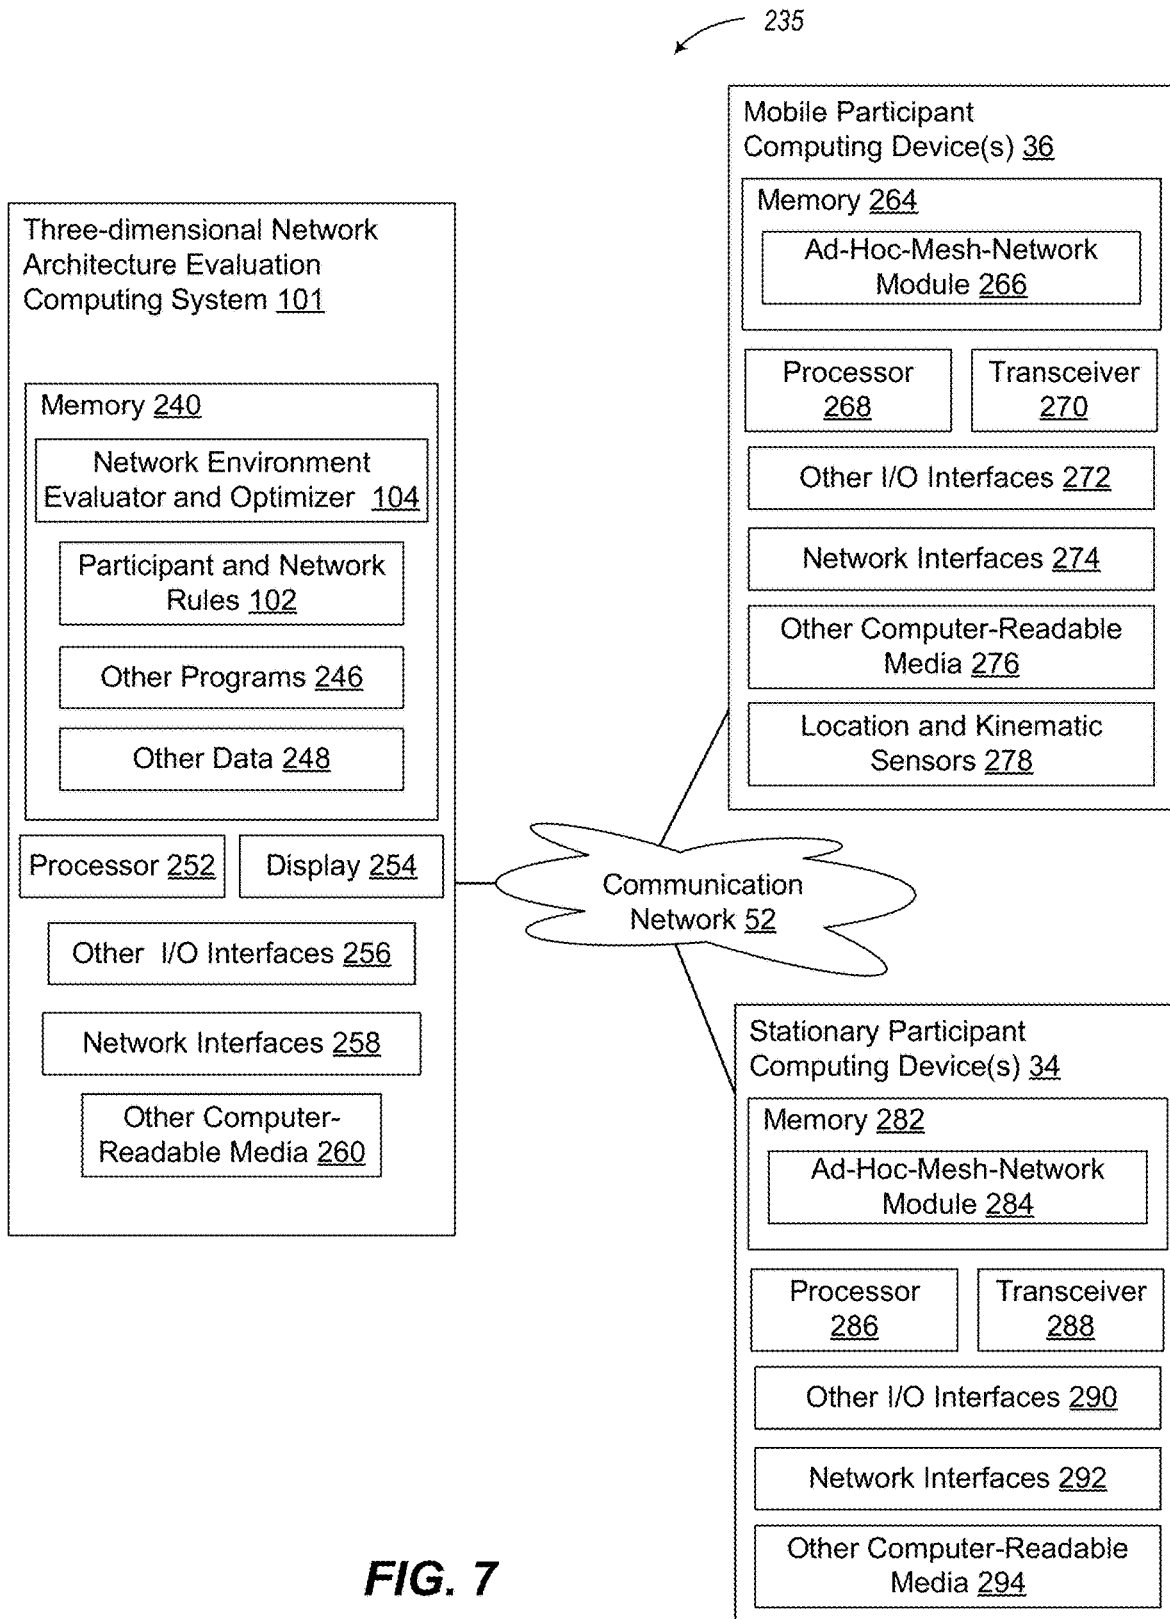 235
Three-dimensional Network
Architecture Evaluation
Computing System 101
Memory 240
Network Environment
Evaluator and Optimizer 104
Participant and Network
Rules 102
Other Programs 246
Other Data 248
Processor 252
Display 254
Other I/O Interfaces 256
Network Interfaces 258
Other Computer-
Readable Media 260
Communication
Network 52
Mobile Participant
Computing Device(s) 36
Memory 264
Ad-Hoc-Mesh-Network
Module 266
Processor
268
Transceiver
270
Other I/O Interfaces 272
Network Interfaces 274
Other Computer-Readable
Media 276
Location and Kinematic
Sensors 278
Stationary Participant
Computing Device(s) 34
Memory 282
Ad-Hoc-Mesh-Network
Module 284
Processor
286
Transceiver
288
Other I/O Interfaces 290
Network Interfaces 292
Other Computer-Readable
Media 294
FIG. 7